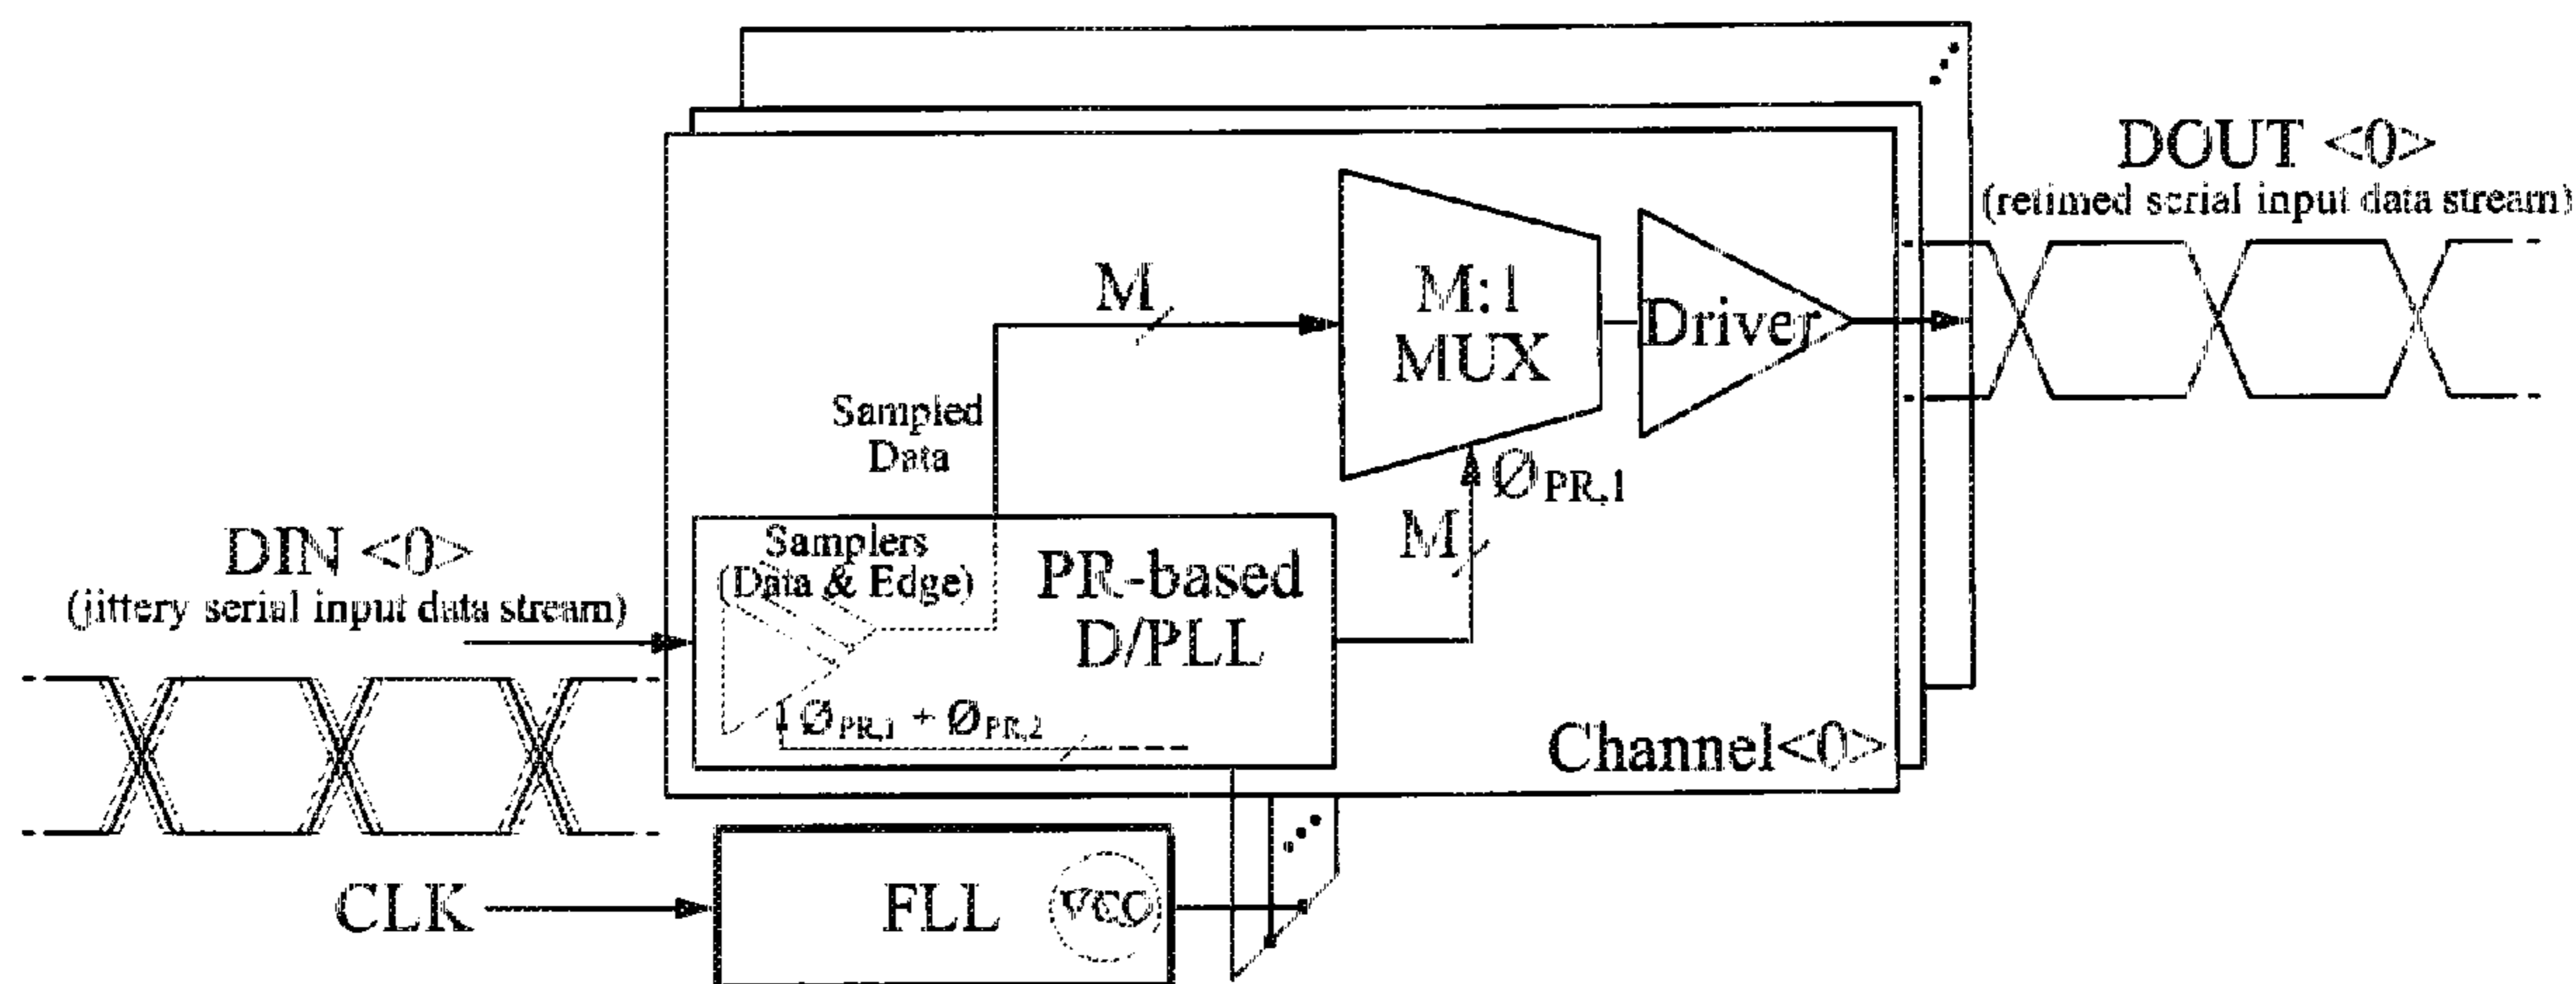 DOUT <0>
(retimed serial input data stream)
M
M:1
MUX
Driver
Sampled
Data
ØPR,1
M
DIN <0>
(jittery serial input data stream)
Samplers
(Data & Edge)
PR-based
D/PLL
ØPR,1 + ØPR,2
Channel<0>
CLK
FLL
VCO